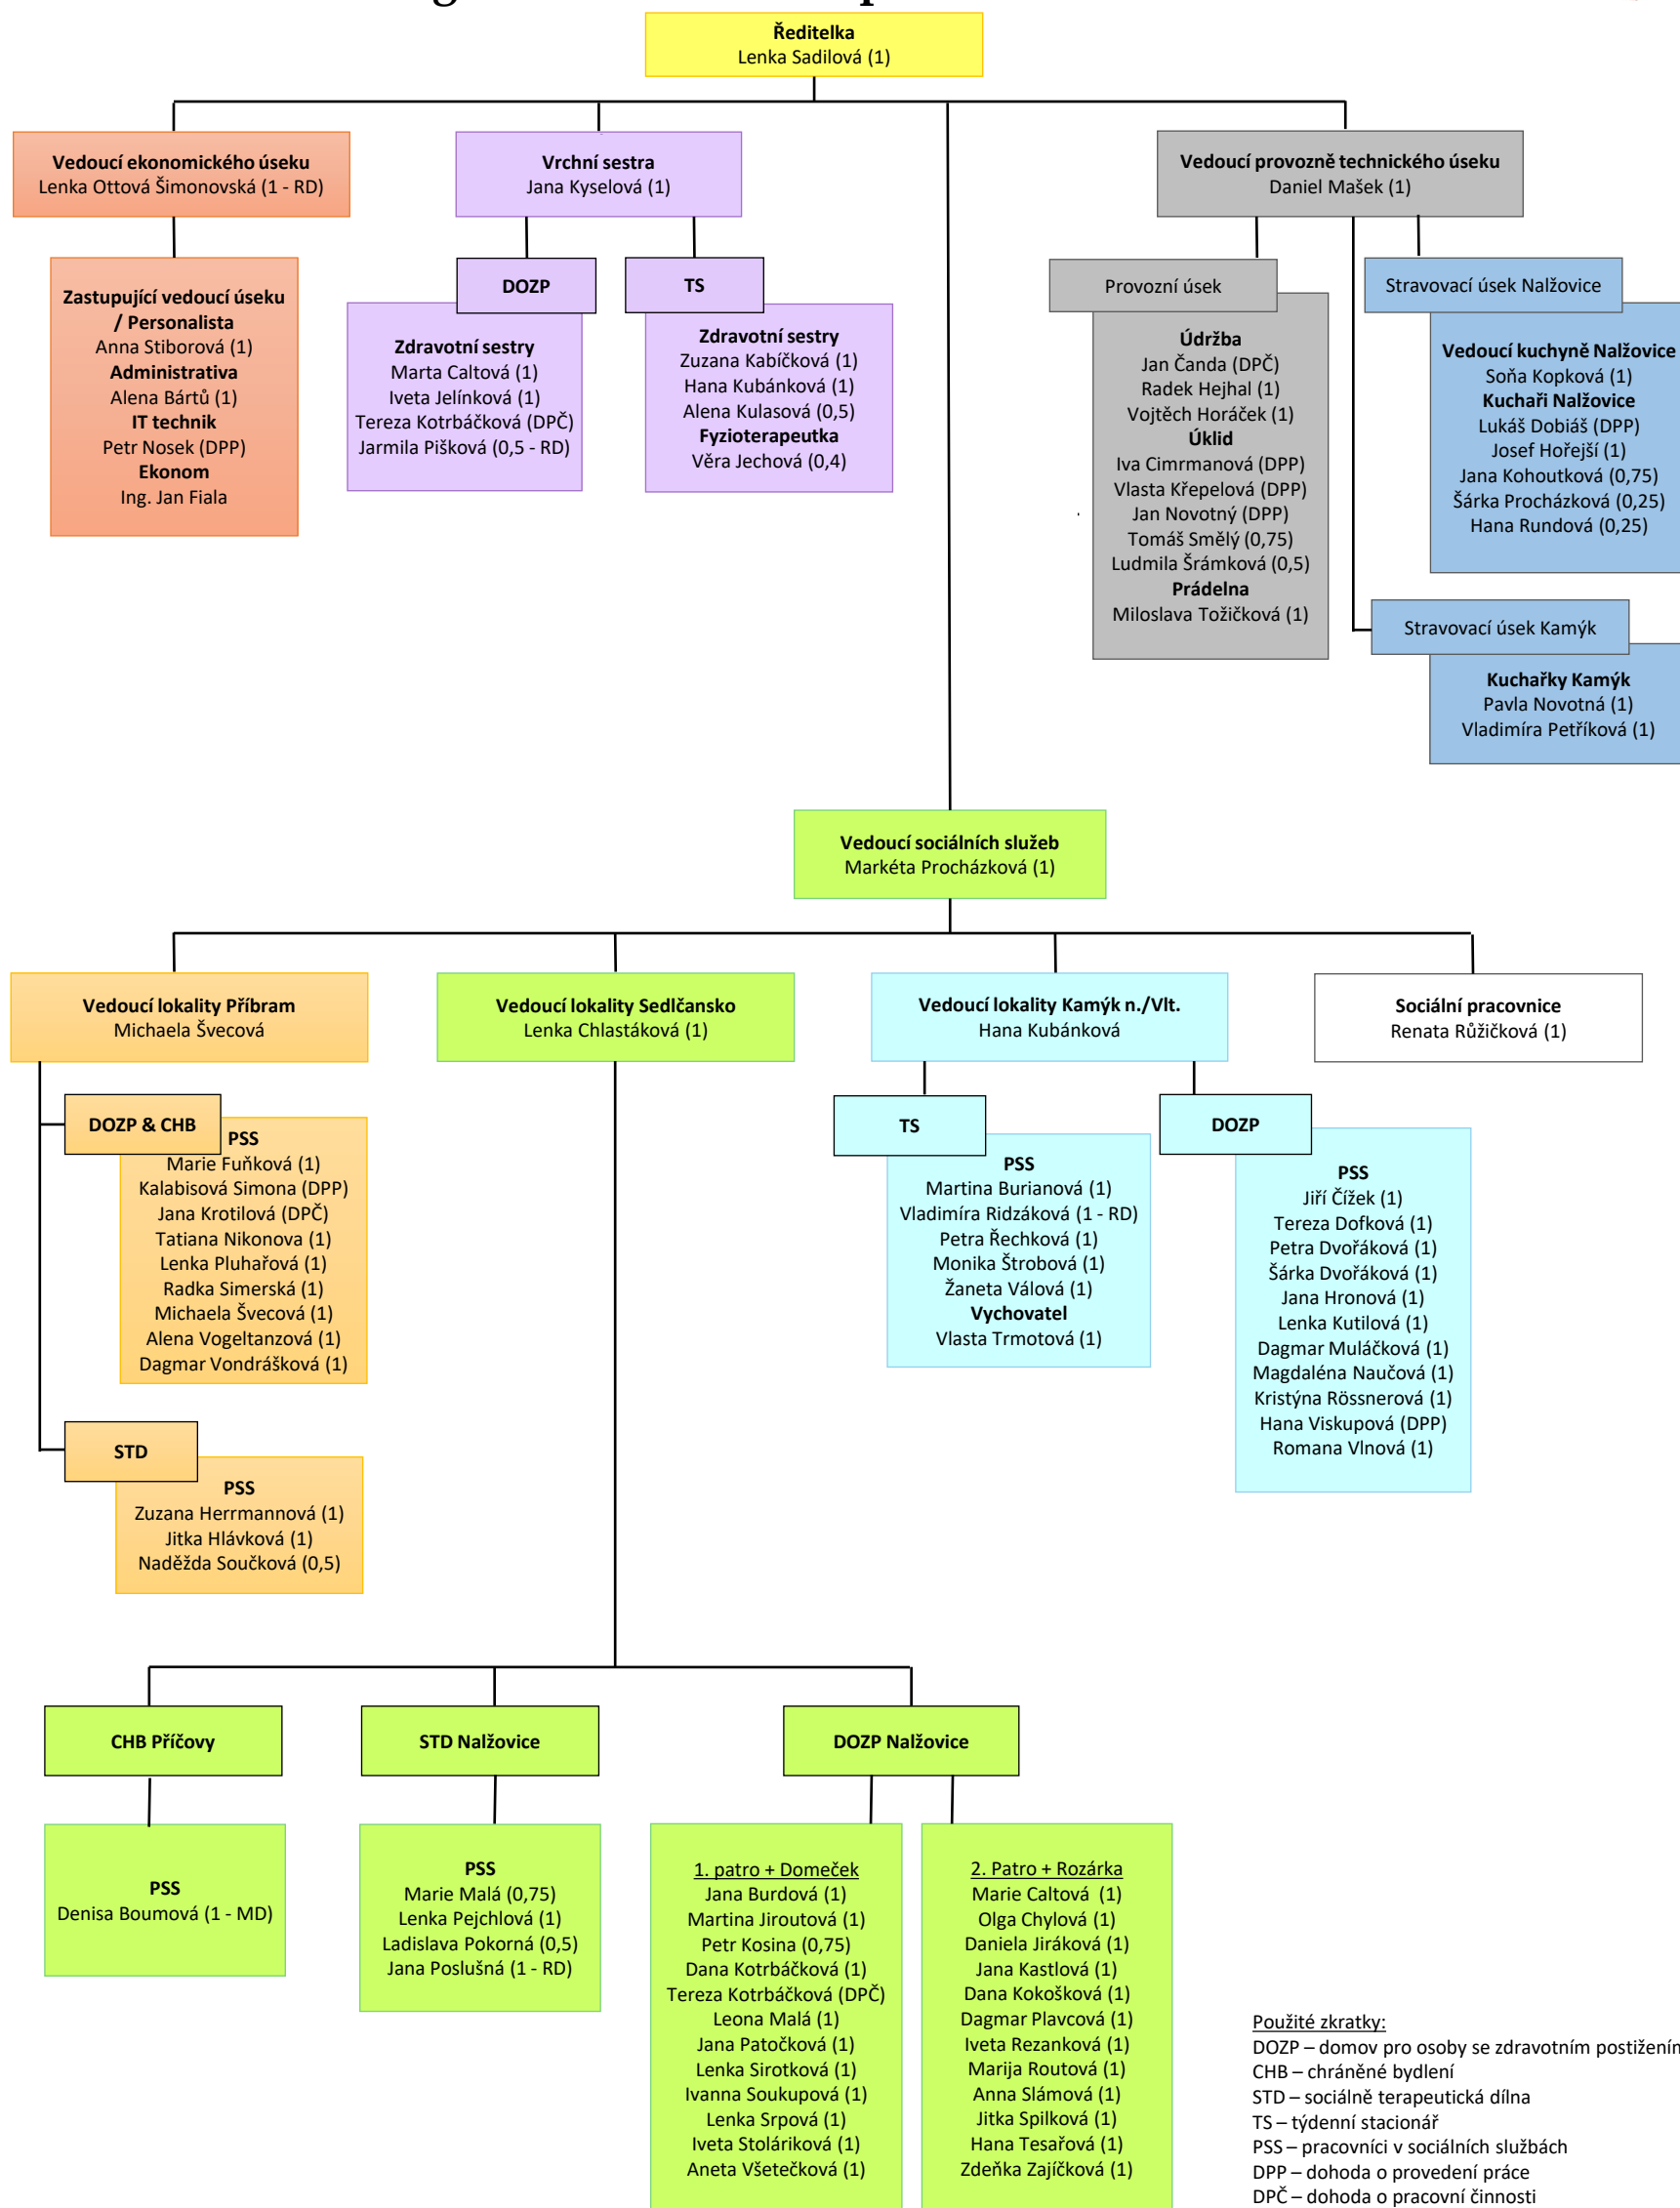 Ředitelka
Lenka Sadilová (1)
Vedoucí ekonomického úseku
Lenka Ottová Šimonovská (1 - RD)
Vrchní sestra
Jana Kyselová (1)
Vedoucí provozně technického úseku
Daniel Mašek (1)
Zastupující vedoucí úseku
/ Personalista
Anna Stiborová (1)
Administrativa
Alena Bártů (1)
IT technik
Petr Nosek (DPP)
Ekonom
Ing. Jan Fiala
DOZP
Zdravotní sestry
Marta Caltová (1)
Iveta Jelínková (1)
Tereza Kotrbáčková (DPČ)
Jarmila Pišková (0,5 - RD)
TS
Zdravotní sestry
Zuzana Kabíčková (1)
Hana Kubánková (1)
Alena Kulasová (0,5)
Fyzioterapeutka
Věra Jechová (0,4)
Provozní úsek
Údržba
Jan Čanda (DPČ)
Radek Hejhal (1)
Vojtěch Horáček (1)
Úklid
Iva Cimrmanová (DPP)
Vlasta Křepelová (DPP)
Jan Novotný (DPP)
Tomáš Smělý (0,75)
Ludmila Šrámková (0,5)
Prádelna
Miloslava Tožičková (1)
Stravovací úsek Nalžovice
Vedoucí kuchyně Nalžovice
Soňa Kopková (1)
Kuchaři Nalžovice
Lukáš Dobiáš (DPP)
Josef Hořejší (1)
Jana Kohoutková (0,75)
Šárka Procházková (0,25)
Hana Rundová (0,25)
Stravovací úsek Kamýk
Kuchařky Kamýk
Pavla Novotná (1)
Vladimíra Petříková (1)
Vedoucí sociálních služeb
Markéta Procházková (1)
Vedoucí lokality Příbram
Michaela Švecová
Vedoucí lokality Sedlčansko
Lenka Chlastáková (1)
Vedoucí lokality Kamýk n./Vlt.
Hana Kubánková
Sociální pracovnice
Renata Růžičková (1)
DOZP & CHB
PSS
Marie Fuňková (1)
Kalabisová Simona (DPP)
Jana Krotilová (DPČ)
Tatiana Nikonova (1)
Lenka Pluhařová (1)
Radka Simerská (1)
Michaela Švecová (1)
Alena Vogeltanzová (1)
Dagmar Vondrášková (1)
STD
PSS
Zuzana Herrmannová (1)
Jitka Hlávková (1)
Naděžda Součková (0,5)
TS
PSS
Martina Burianová (1)
Vladimíra Ridzáková (1 - RD)
Petra Řechková (1)
Monika Štrobová (1)
Žaneta Válová (1)
Vychovatel
Vlasta Trmotová (1)
DOZP
PSS
Jiří Čížek (1)
Tereza Dofková (1)
Petra Dvořáková (1)
Šárka Dvořáková (1)
Jana Hronová (1)
Lenka Kutilová (1)
Dagmar Muláčková (1)
Magdaléna Naučová (1)
Kristýna Rössnerová (1)
Hana Viskupová (DPP)
Romana Vlnová (1)
CHB Příčovy
PSS
Denisa Boumová (1 - MD)
STD Nalžovice
PSS
Marie Malá (0,75)
Lenka Pejchlová (1)
Ladislava Pokorná (0,5)
Jana Poslušná (1 - RD)
DOZP Nalžovice
1. patro + Domeček
Jana Burdová (1)
Martina Jiroutová (1)
Petr Kosina (0,75)
Dana Kotrbáčková (1)
Tereza Kotrbáčková (DPČ)
Leona Malá (1)
Jana Patočková (1)
Lenka Sirotková (1)
Ivanna Soukupová (1)
Lenka Srpová (1)
Iveta Stoláriková (1)
Aneta Všetečková (1)
2. Patro + Rozárka
Marie Caltová (1)
Olga Chylová (1)
Daniela Jiráková (1)
Jana Kastlová (1)
Dana Kokošková (1)
Dagmar Plavcová (1)
Iveta Rezanková (1)
Marija Routová (1)
Anna Slámová (1)
Jitka Spilková (1)
Hana Tesařová (1)
Zdeňka Zajíčková (1)
Použité zkratky:
DOZP – domov pro osoby se zdravotním postižením
CHB – chráněné bydlení
STD – sociálně terapeutická dílna
TS – týdenní stacionář
PSS – pracovníci v sociálních službách
DPP – dohoda o provedení práce
DPČ – dohoda o pracovní činnosti